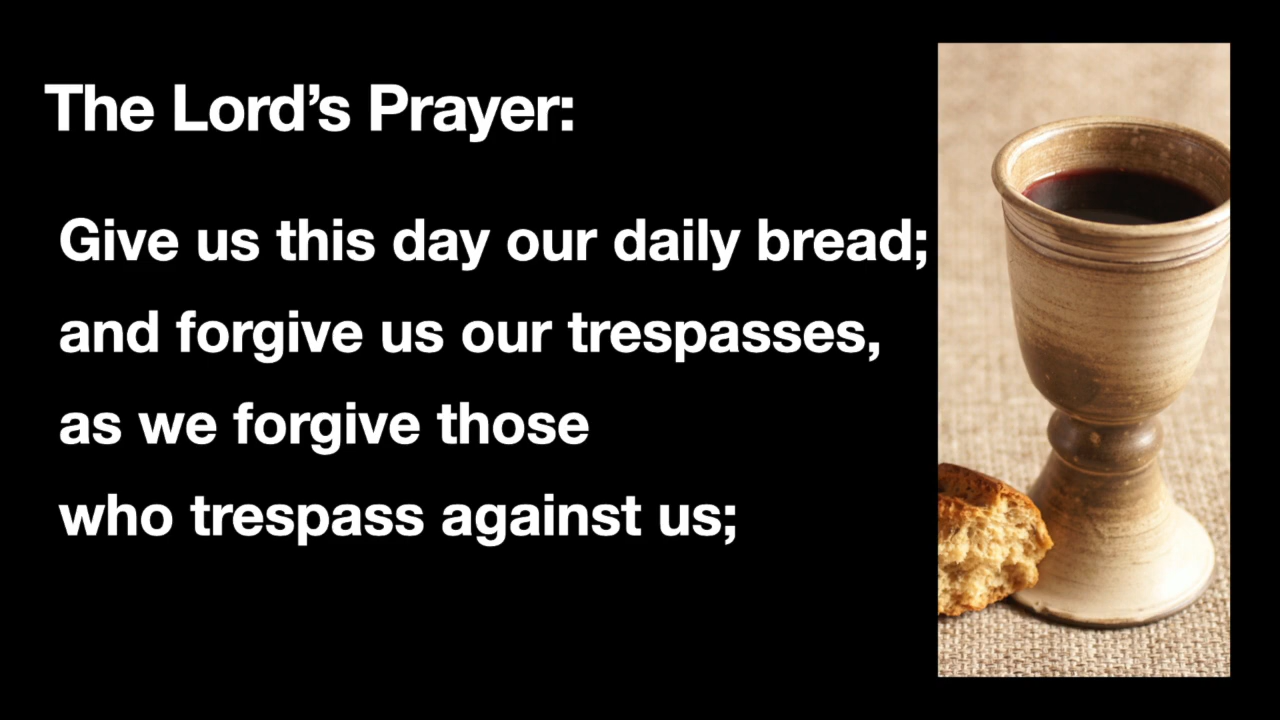 The Lord’s Prayer:
Give us this day our daily bread;
and forgive us our trespasses,
as we forgive those
who trespass against us;